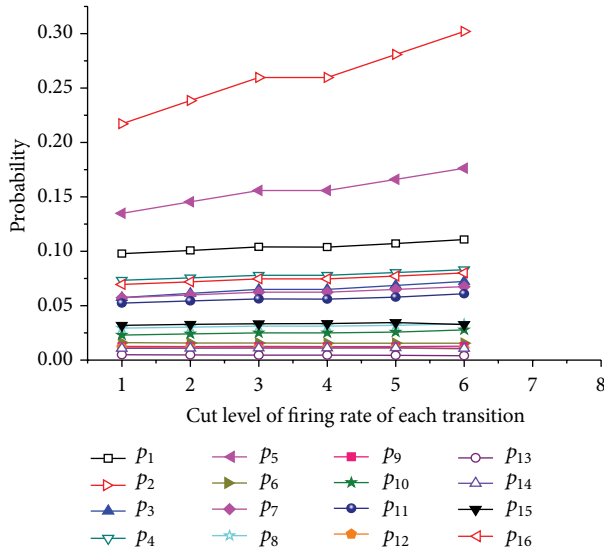 0.30
0.25
0.20
0.15
0.10
0.05
0.00
Probability
1 2 3 4 5 6 7 8
Cut level of firing rate of each transition
p1 p5 p9 p13
p2 p6 p10 p14
p3 p7 p11 p15
p4 p8 p12 p16